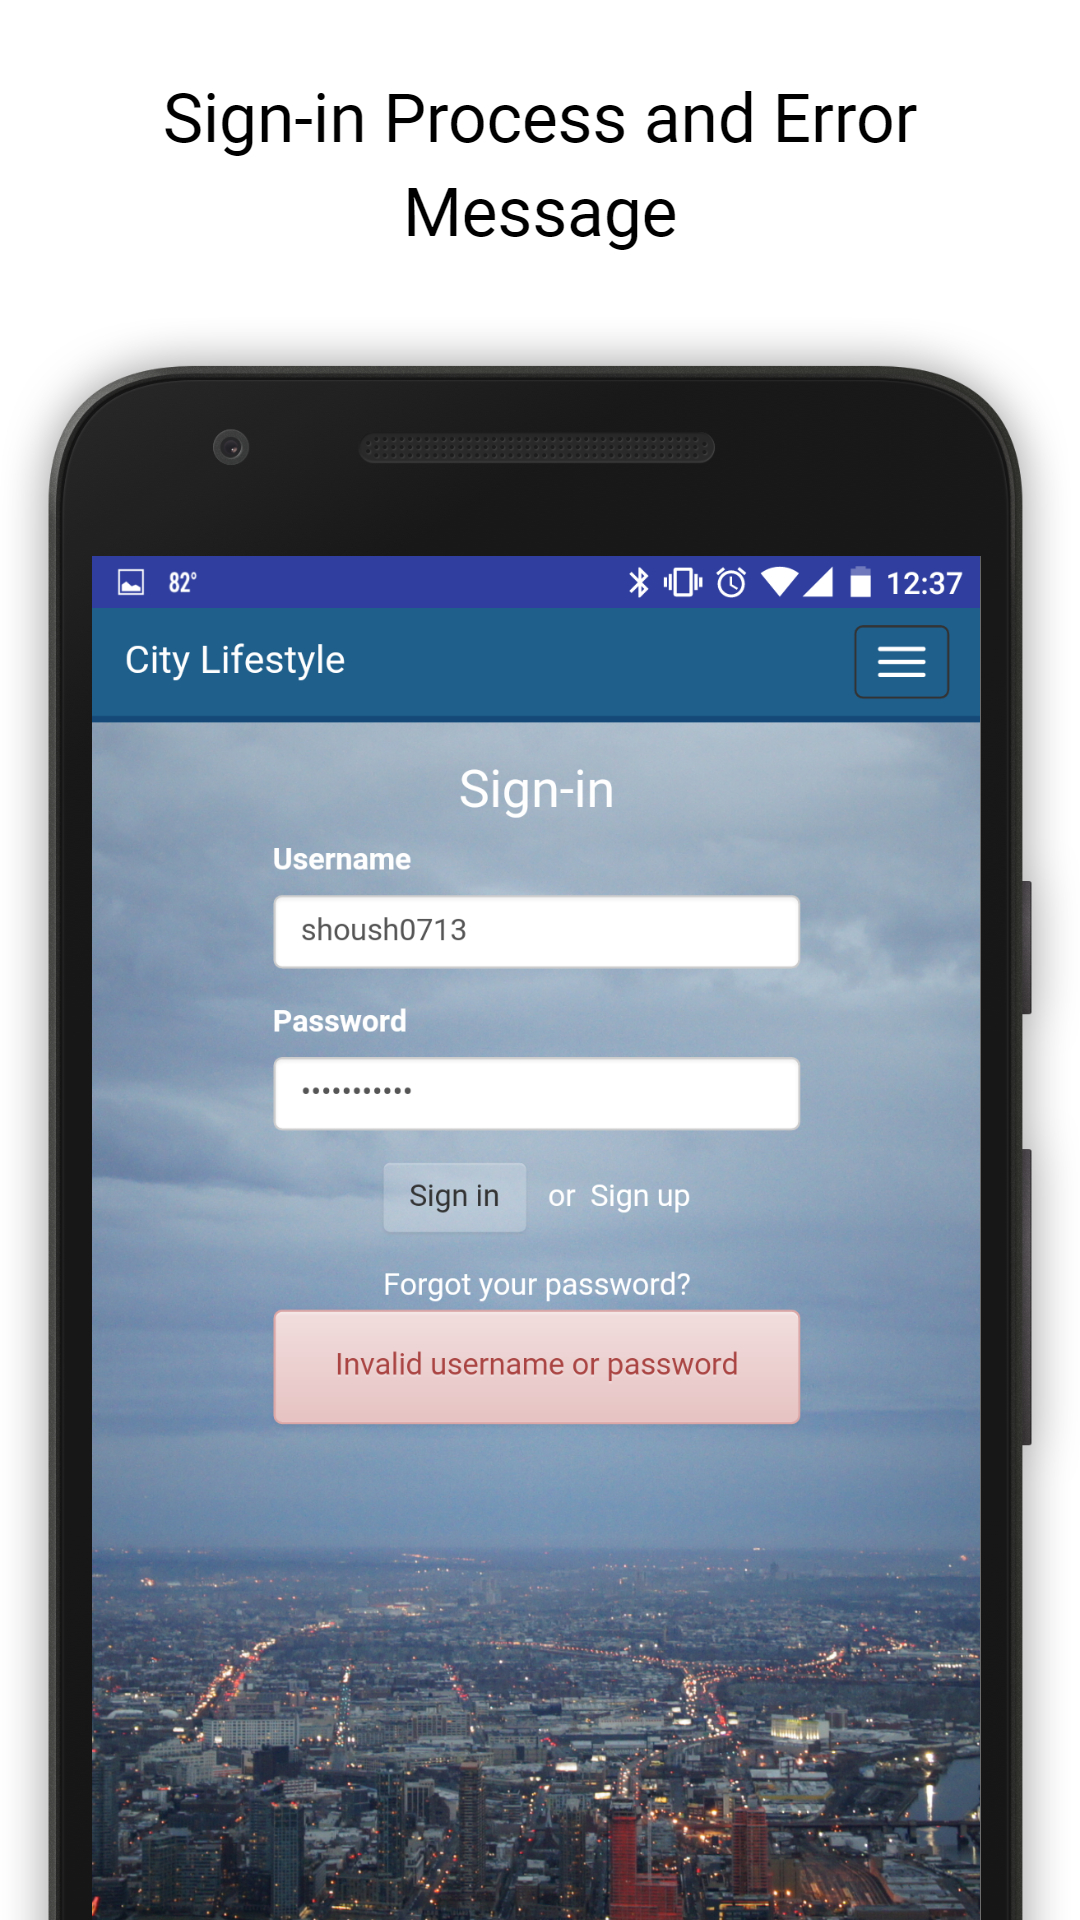 Sign-in Process and Error
Message
82°
12:37
City Lifestyle
Sign-in
Username
shoush0713
Password
•••••••••••
Sign in or Sign up
Forgot your password?
Invalid username or password